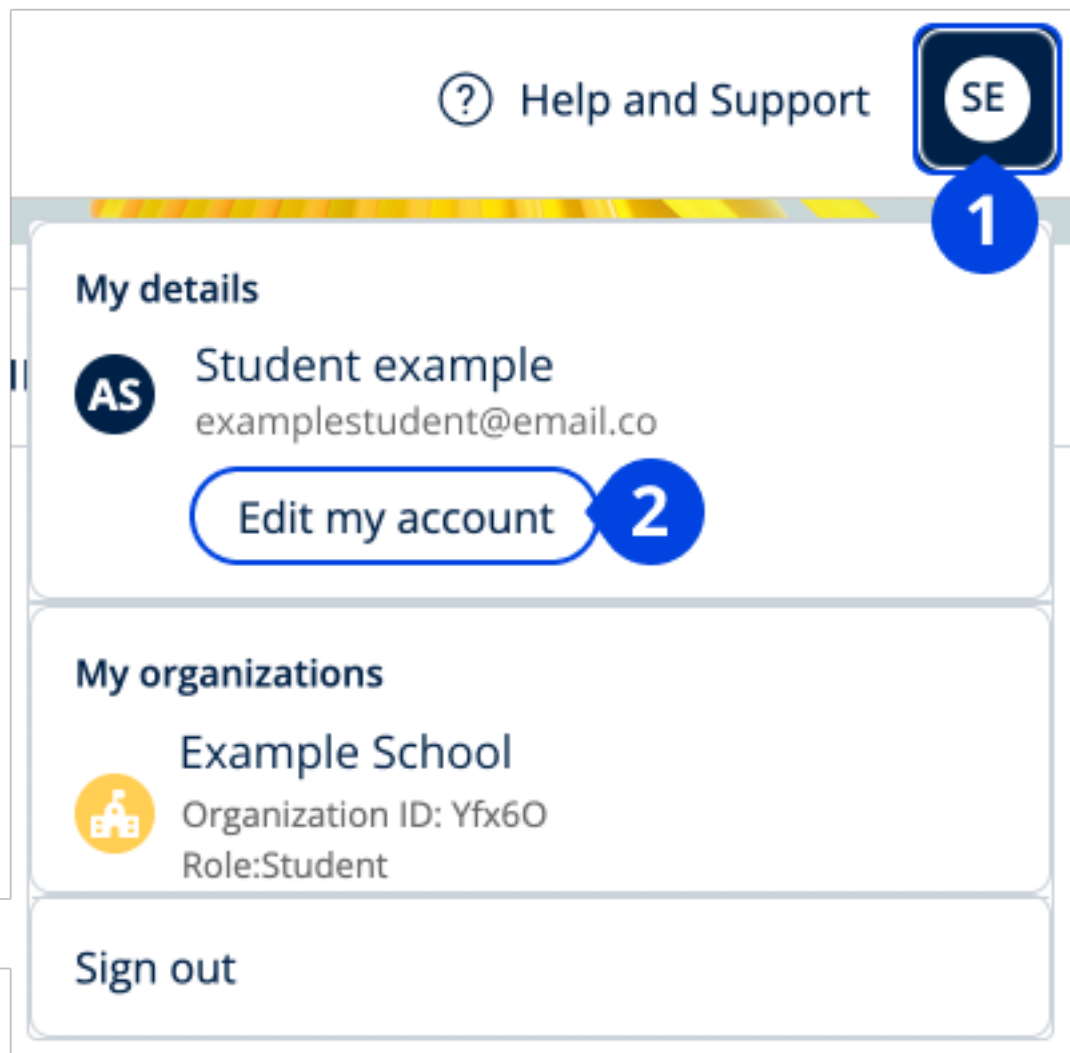 Help and Support
SE
1
My details
AS
Student example
examplestudent@email.co
Edit my account
2
My organizations
Example School
Organization ID: Yfx6O
Role:Student
Sign out